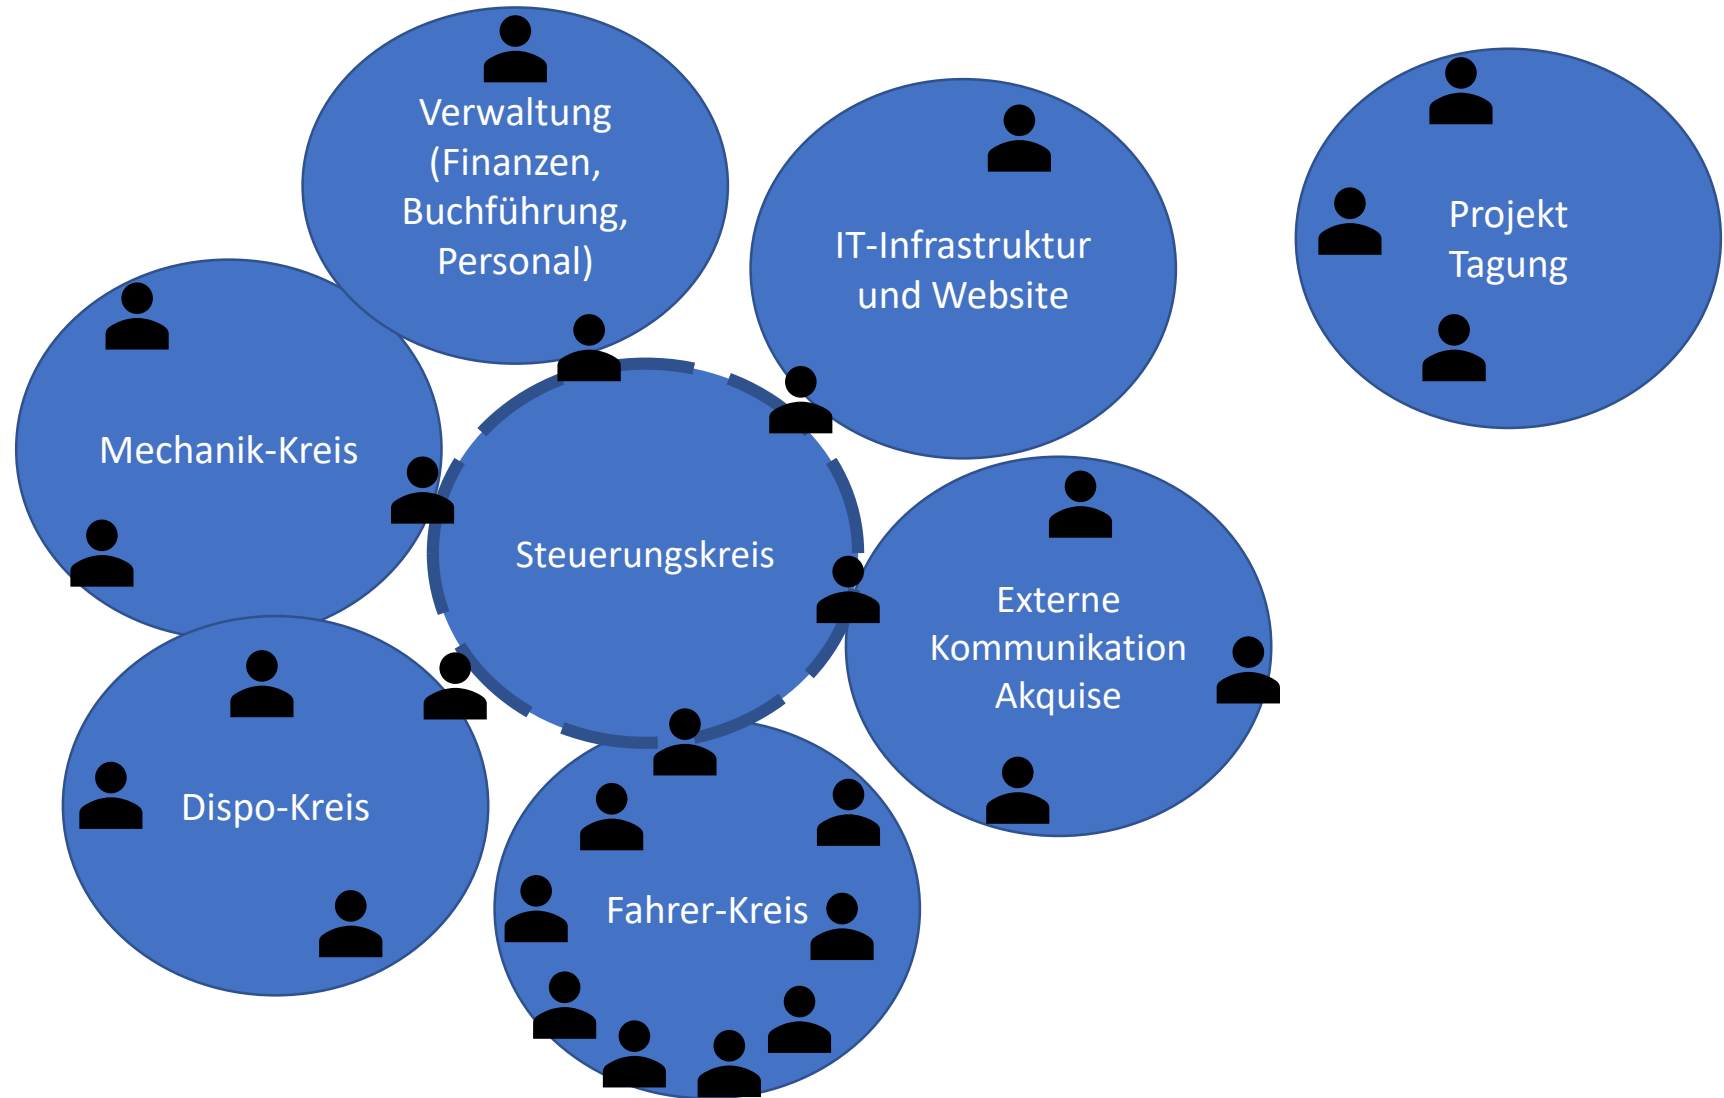 Verwaltung
(Finanzen,
Buchführung,
Personal)
IT-Infrastruktur
und Website
Projekt
Tagung
Mechanik-Kreis
Steuerungskreis
Externe
Kommunikation
Akquise
Dispo-Kreis
Fahrer-Kreis